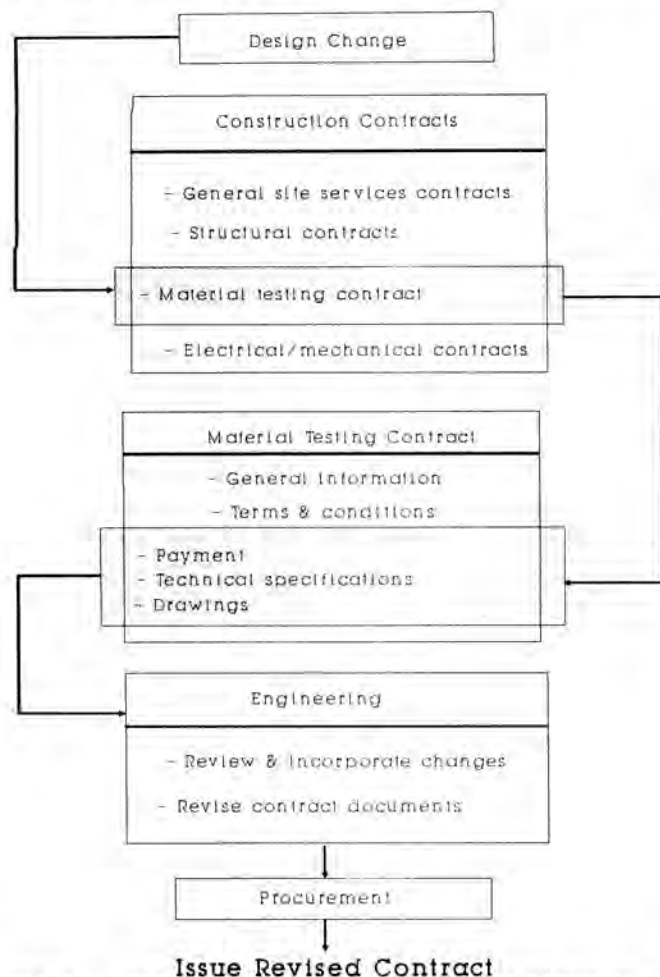 Design Change
Construction Contracts
- General site services contracts
- Structural contracts
- Material testing contract
- Electrical/mechanical contracts
Material Testing Contract
- General information
- Terms & conditions
- Payment
- Technical specifications
- Drawings
Engineering
- Review & incorporate changes
- Revise contract documents
Procurement
Issue Revised Contract